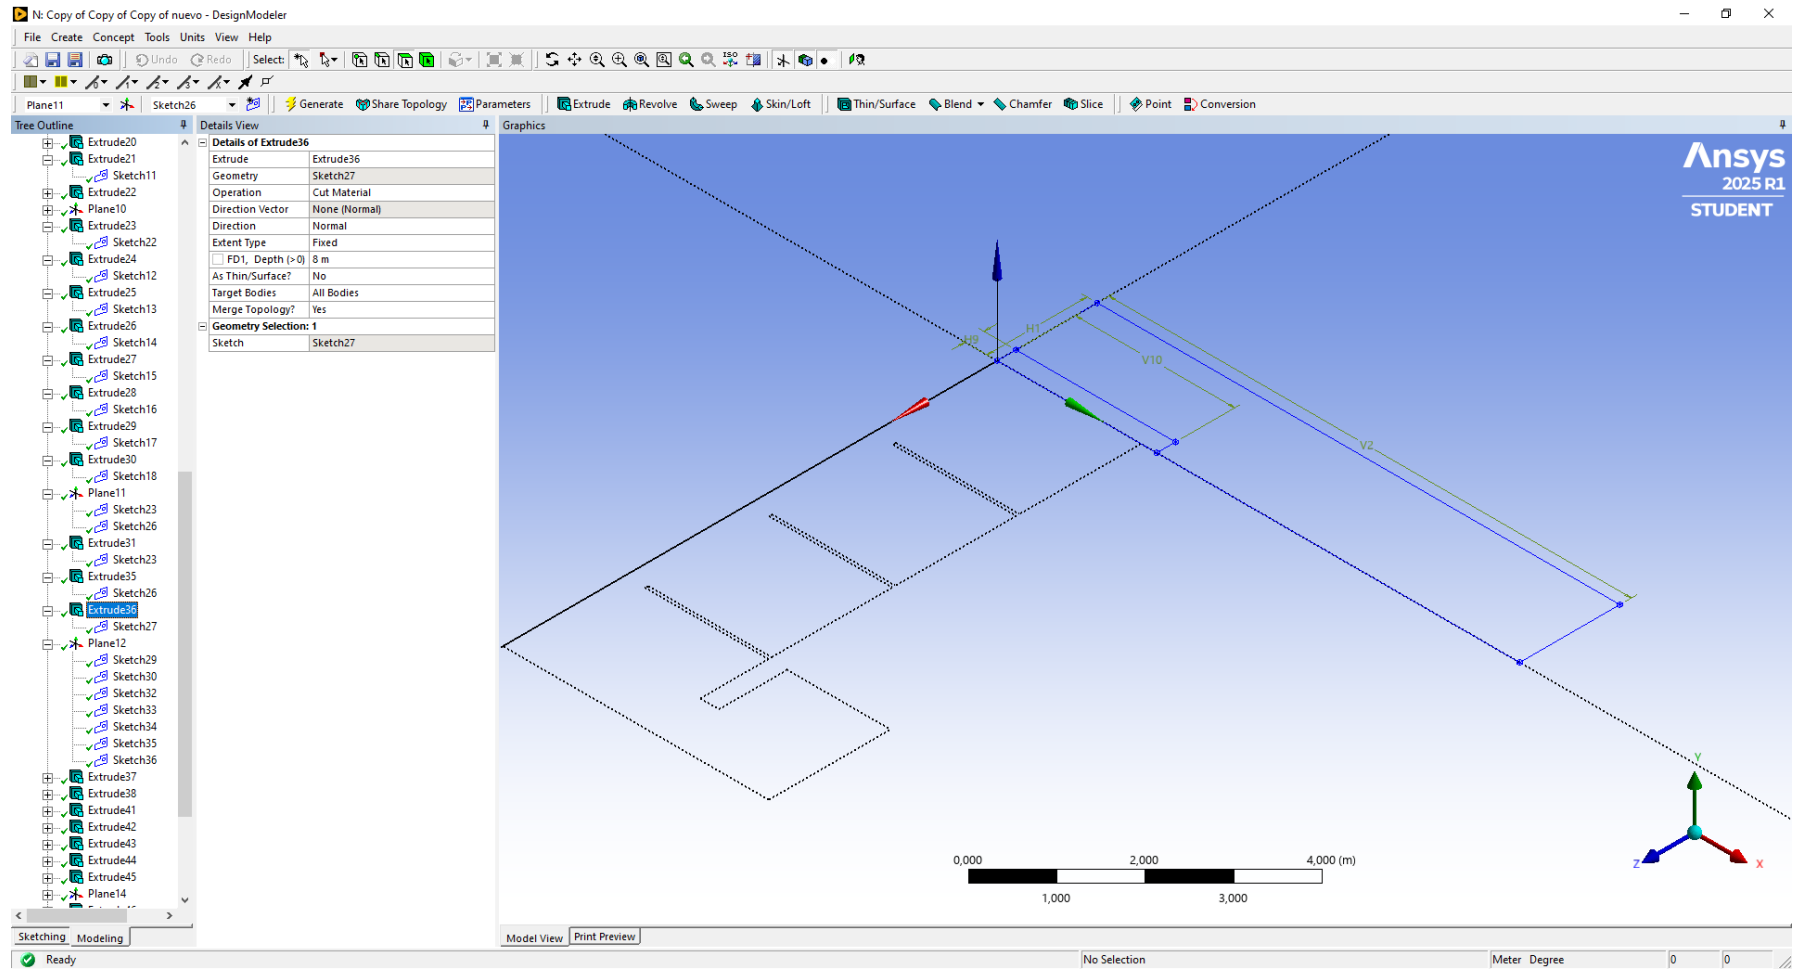 N: Copy of Copy of Copy of nuevo - DesignModeler
File Create Concept Tools Units View Help
Undo Redo Select: ISO
Plane11 Sketch26 Generate Share Topology Parameters Extrude Revolve Sweep Skin/Loft Thin/Surface Blend Chamfer Slice Point Conversion
Tree Outline
Extrude20
Extrude21
Sketch11
Extrude22
Plane10
Extrude23
Sketch22
Extrude24
Sketch12
Extrude25
Sketch13
Extrude26
Sketch14
Extrude27
Sketch15
Extrude28
Sketch16
Extrude29
Sketch17
Extrude30
Sketch18
Plane11
Sketch23
Sketch26
Extrude31
Sketch23
Extrude35
Sketch26
Extrude36
Sketch27
Plane12
Sketch29
Sketch30
Sketch32
Sketch33
Sketch34
Sketch35
Sketch36
Extrude37
Extrude38
Extrude41
Extrude42
Extrude43
Extrude44
Extrude45
Plane14
Sketching Modeling
Details View
Details of Extrude36
Extrude Extrude36
Geometry Sketch27
Operation Cut Material
Direction Vector None (Normal)
Direction Normal
Extent Type Fixed
FD1, Depth (>0) 8 m
As Thin/Surface? No
Target Bodies All Bodies
Merge Topology? Yes
Geometry Selection: 1
Sketch Sketch27
Graphics
Ansys
2025 R1
STUDENT
H1
H9
V10
V2
Y
Z X
0,000 2,000 4,000 (m)
1,000 3,000
Model View Print Preview
Ready No Selection Meter Degree 0 0